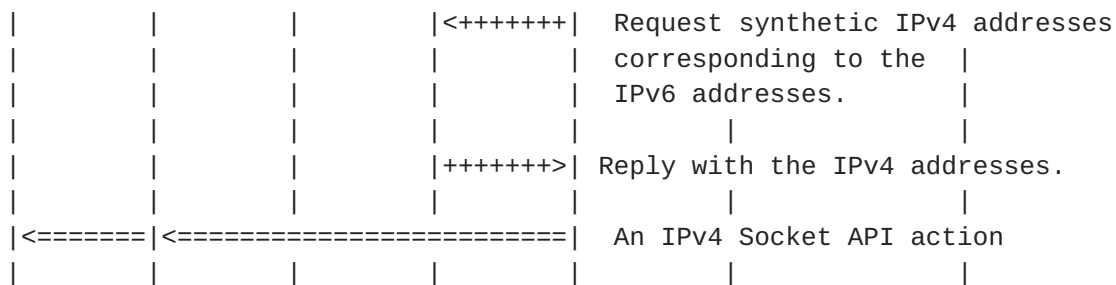 |        |        |        |<+++++++|  Request synthetic IPv4 addresses
|        |        |        |        |  corresponding to the  |
|        |        |        |        |  IPv6 addresses.       |
|        |        |        |        |         |              |
|        |        |        |+++++++>| Reply with the IPv4 addresses.
|        |        |        |        |         |              |
|<=======|<=========================|  An IPv4 Socket API action
|        |        |        |        |         |              |